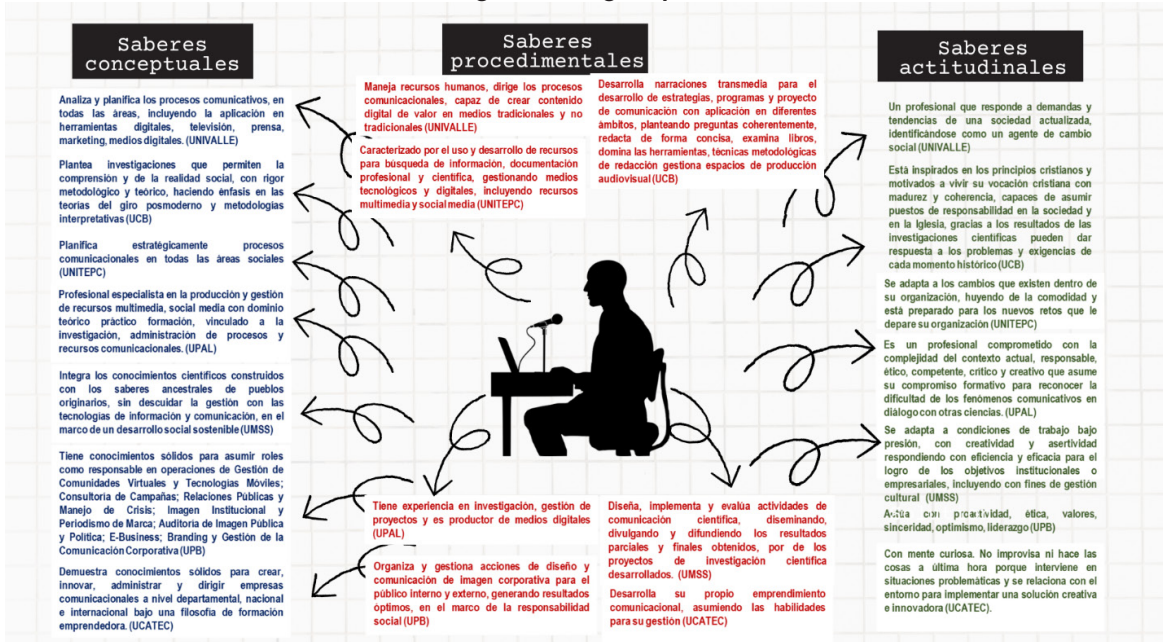 Saberes
conceptuales
Analiza y planifica los procesos comunicativos, en
todas las áreas, incluyendo la aplicación en
herramientas digitales, televisión, prensa,
marketing, medios digitales. (UNIVALLE)
Plantea investigaciones que permiten la
comprensión y de la realidad social, con rigor
metodológico y teórico, haciendo énfasis en las
teorías del giro posmoderno y metodologías
interpretativas (UCB)
Planifica estratégicamente procesos
comunicacionales en todas las áreas sociales
(UNITEPC)
Profesional especialista en la producción y gestión
de recursos multimedia, social media con dominio
teórico práctico formación, vinculado a la
investigación, administración de procesos y
recursos comunicacionales. (UPAL)
Integra los conocimientos científicos construidos
con los saberes ancestrales de pueblos
originarios, sin descuidar la gestión con las
tecnologías de información y comunicación, en el
marco de un desarrollo social sostenible (UMSS)
Tiene conocimientos sólidos para asumir roles
como responsable en operaciones de Gestión de
Comunidades Virtuales y Tecnologías Móviles;
Consultoría de Campañas; Relaciones Públicas y
Manejo de Crisis; Imagen Institucional y
Periodismo de Marca; Auditoria de Imagen Pública
y Política; E-Business; Branding y Gestión de la
Comunicación Corporativa (UPB)
Demuestra conocimientos sólidos para crear,
innovar, administrar y dirigir empresas
comunicacionales a nivel departamental, nacional
e internacional bajo una filosofía de formación
emprendedora. (UCATEC)
Saberes
procedimentales
Maneja recursos humanos, dirige los procesos
comunicacionales, capaz de crear contenido
digital de valor en medios tradicionales y no
tradicionales (UNIVALLE)
Caracterizado por el uso y desarrollo de recursos
para búsqueda de información, documentación
profesional y científica, gestionando medios
tecnológicos y digitales, incluyendo recursos
multimedia y social media (UNITEPC)
Desarrolla narraciones transmedia para el
desarrollo de estrategias, programas y proyecto
de comunicación con aplicación en diferentes
ámbitos, planteando preguntas coherentemente,
redacta de forma concisa, examina libros,
domina las herramientas, técnicas metodológicas
de redacción gestiona espacios de producción
audiovisual (UCB)
Tiene experiencia en investigación, gestión de
proyectos y es productor de medios digitales
(UPAL)
Organiza y gestiona acciones de diseño y
comunicación de imagen corporativa para el
público interno y externo, generando resultados
óptimos, en el marco de la responsabilidad
social (UPB)
Diseña, implementa y evalúa actividades de
comunicación científica, diseminando,
divulgando y difundiendo los resultados
parciales y finales obtenidos, por de los
proyectos de investigación científica
desarrollados. (UMSS)
Desarrolla su propio emprendimiento
comunicacional, asumiendo las habilidades
para su gestión (UCATEC)
Saberes
actitudinales
Un profesional que responde a demandas y
tendencias de una sociedad actualizada,
identificándose como un agente de cambio
social (UNIVALLE)
Está inspirados en los principios cristianos y
motivados a vivir su vocación cristiana con
madurez y coherencia, capaces de asumir
puestos de responsabilidad en la sociedad y
en la Iglesia, gracias a los resultados de las
investigaciones científicas pueden dar
respuesta a los problemas y exigencias de
cada momento histórico (UCB)
Se adapta a los cambios que existen dentro de
su organización, huyendo de la comodidad y
está preparado para los nuevos retos que le
depare su organización (UNITEPC)
Es un profesional comprometido con la
complejidad del contexto actual, responsable,
ético, competente, crítico y creativo que asume
su compromiso formativo para reconocer la
dificultad de los fenómenos comunicativos en
diálogo con otras ciencias. (UPAL)
Se adapta a condiciones de trabajo bajo
presión, con creatividad y asertividad
respondiendo con eficiencia y eficacia para el
logro de los objetivos institucionales o
empresariales, incluyendo con fines de gestión
cultural (UMSS)
Actúa con proactividad, ética, valores,
sinceridad, optimismo, liderazgo (UPB)
Con mente curiosa. No improvisa ni hace las
cosas a última hora porque interviene en
situaciones problemáticas y se relaciona con el
entorno para implementar una solución creativa
e innovadora (UCATEC).